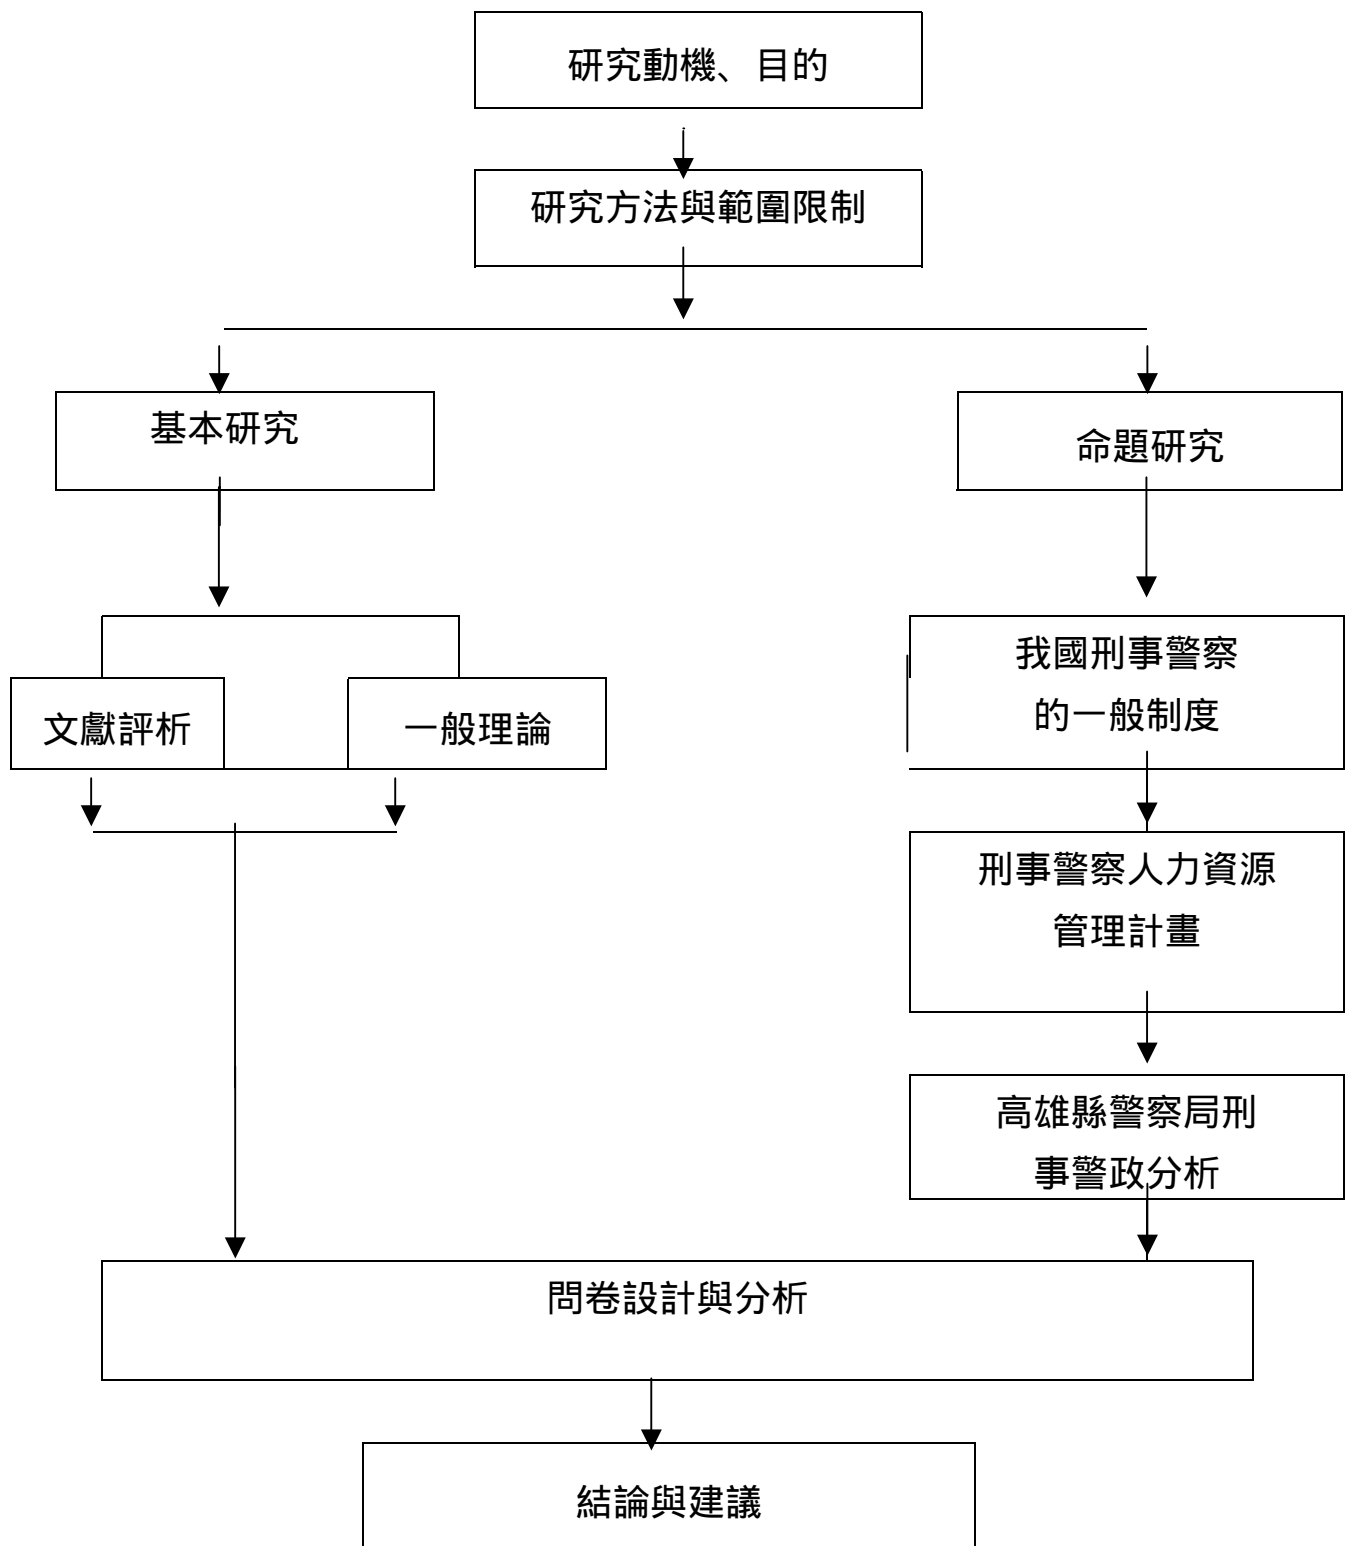 研究動機、目的
研究方法與範圍限制
基本研究
命題研究
文獻評析
一般理論
我國刑事警察
的一般制度
刑事警察人力資源
管理計畫
高雄縣警察局刑
事警政分析
問卷設計與分析
結論與建議